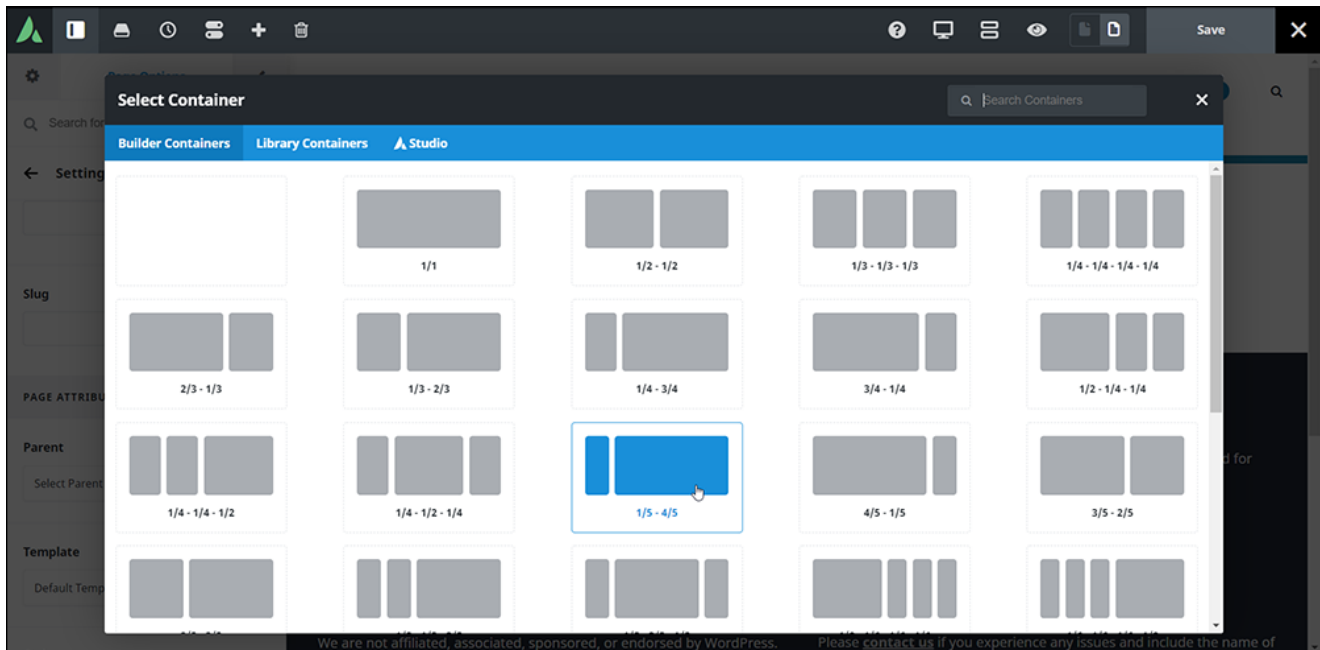 Save
Page Options
Search for
Settings
Slug
PAGE ATTRIBU
Parent
Select Parent
Template
Default Temp
Select Container
Search Containers
Builder Containers
Library Containers
Studio
1/1
1/2 - 1/2
1/3 - 1/3 - 1/3
1/4 - 1/4 - 1/4 - 1/4
2/3 - 1/3
1/3 - 2/3
1/4 - 3/4
3/4 - 1/4
1/2 - 1/4 - 1/4
1/4 - 1/4 - 1/2
1/4 - 1/2 - 1/4
1/5 - 4/5
4/5 - 1/5
3/5 - 2/5
d for
We are not affiliated, associated, sponsored, or endorsed by WordPress.
Please contact us if you experience any issues and include the name of